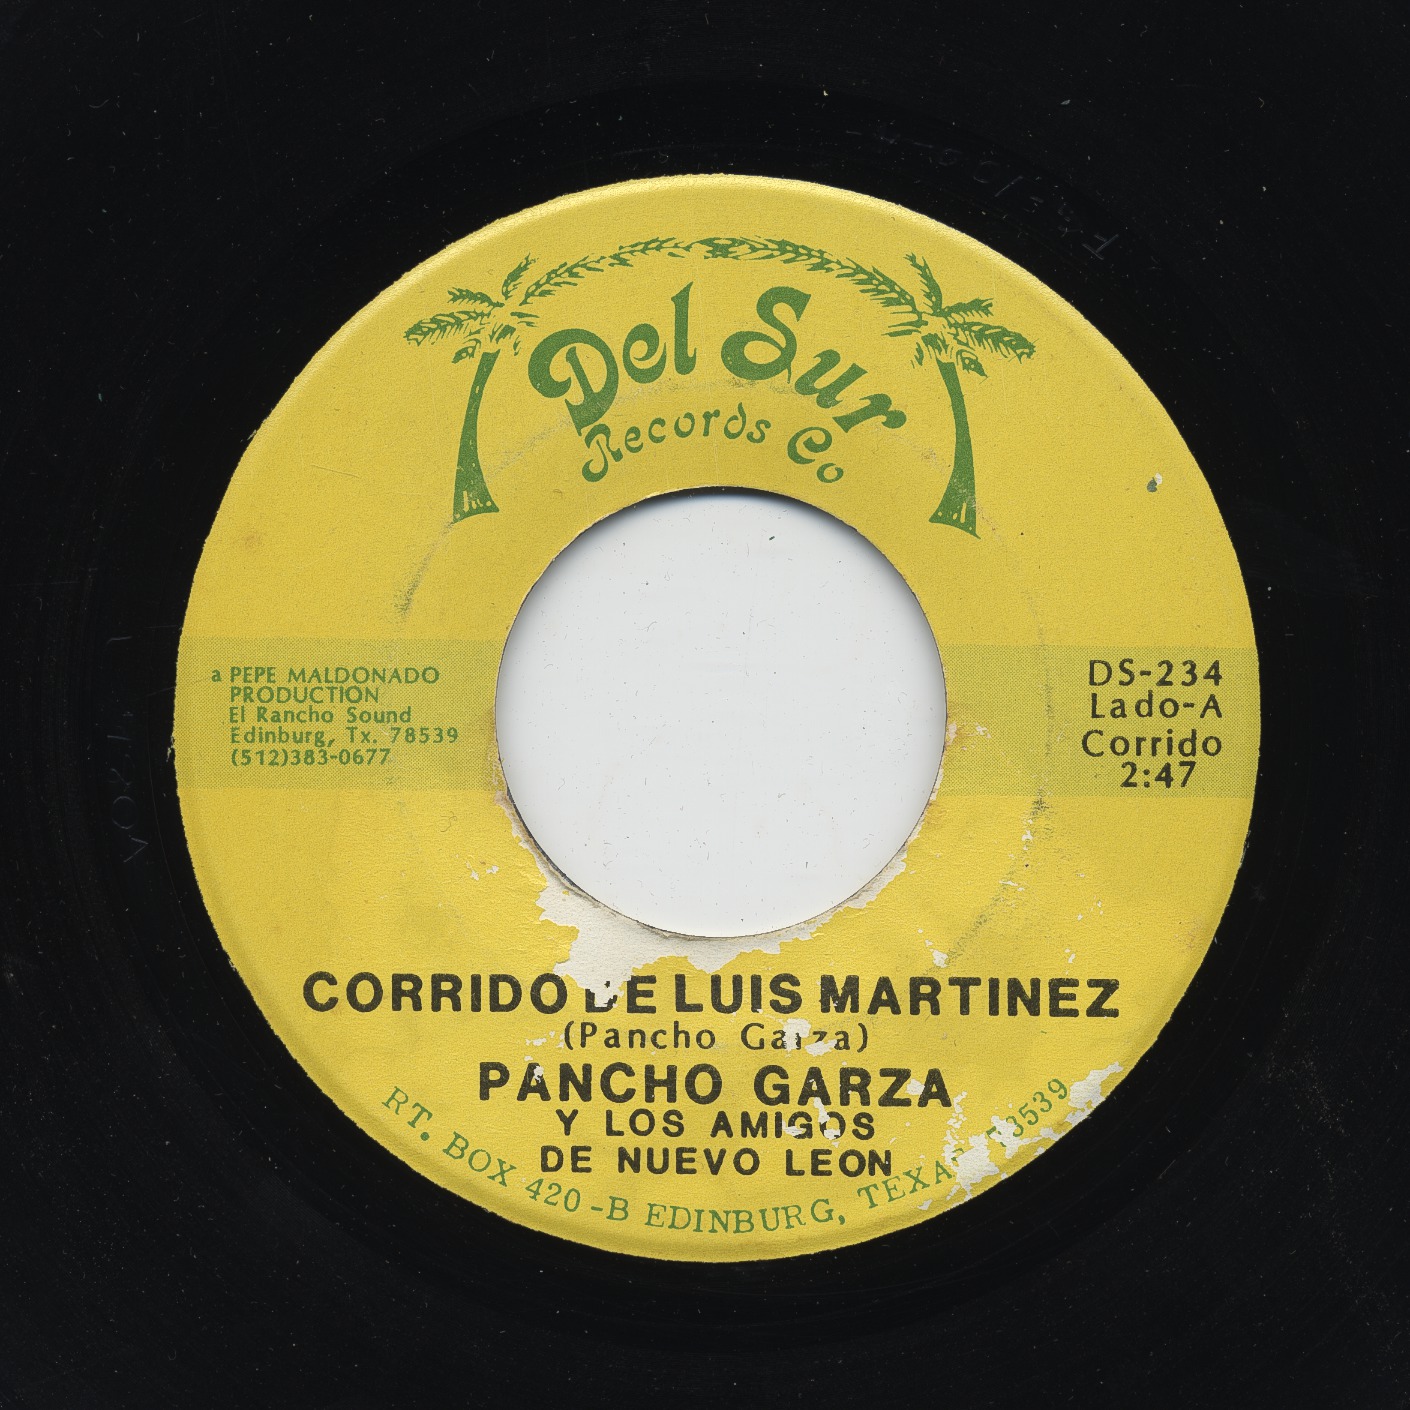 Del Sur
Records Co
a PEPE MALDONADO
PRODUCTION
El Rancho Sound
Edinburg, Tx. 78539
(512)383-0677
DS-234
Lado-A
Corrido
2:47
CORRIDO DE LUIS MARTINEZ
(Pancho Garza)
PANCHO GARZA
Y LOS AMIGOS
DE NUEVO LEON
RT. BOX 420-B EDINBURG, TEXAS 78539